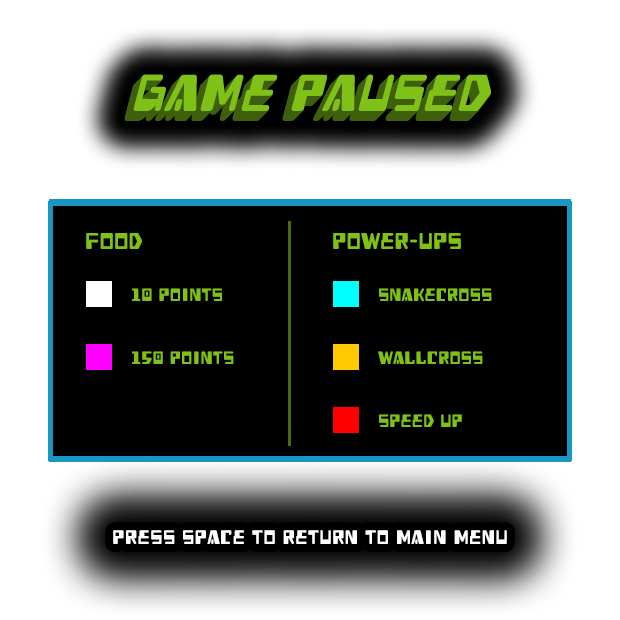 GAME PAUSED
FOOD
10 POINTS
150 POINTS
POWER-UPS
SNAKECROSS
WALLCROSS
SPEED UP
PRESS SPACE TO RETURN TO MAIN MENU